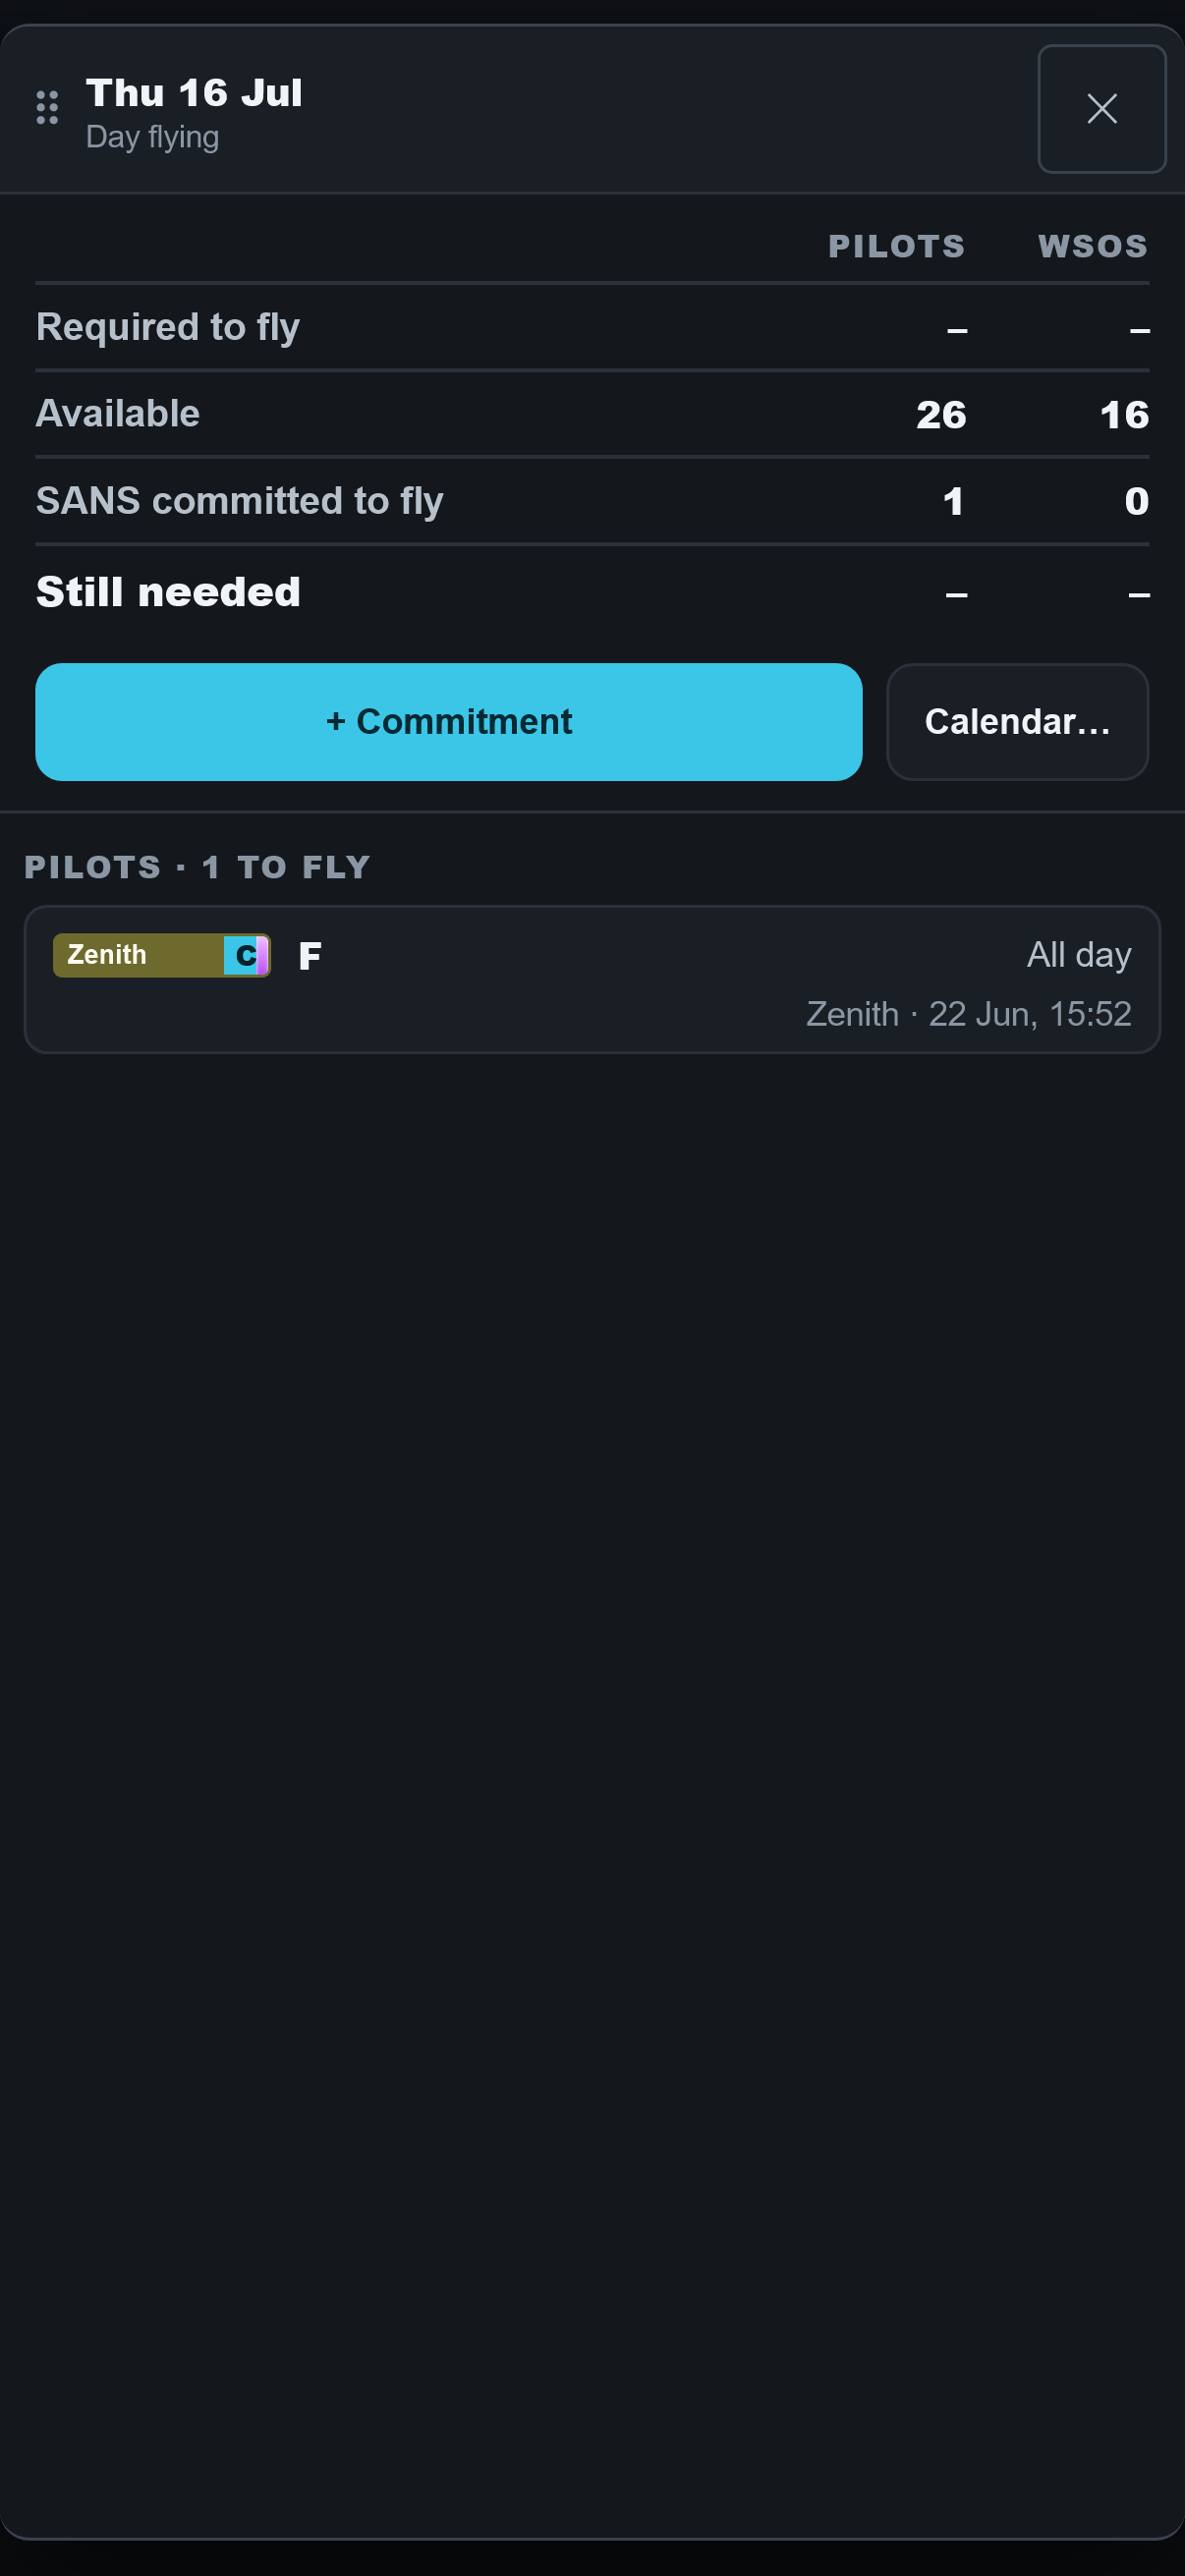 Thu 16 Jul
Day flying
PILOTS WSOS
Required to fly – –
Available 26 16
SANS committed to fly 1 0
Still needed – –
+ Commitment Calendar...
PILOTS · 1 TO FLY
Zenith C F All day
Zenith · 22 Jun, 15:52